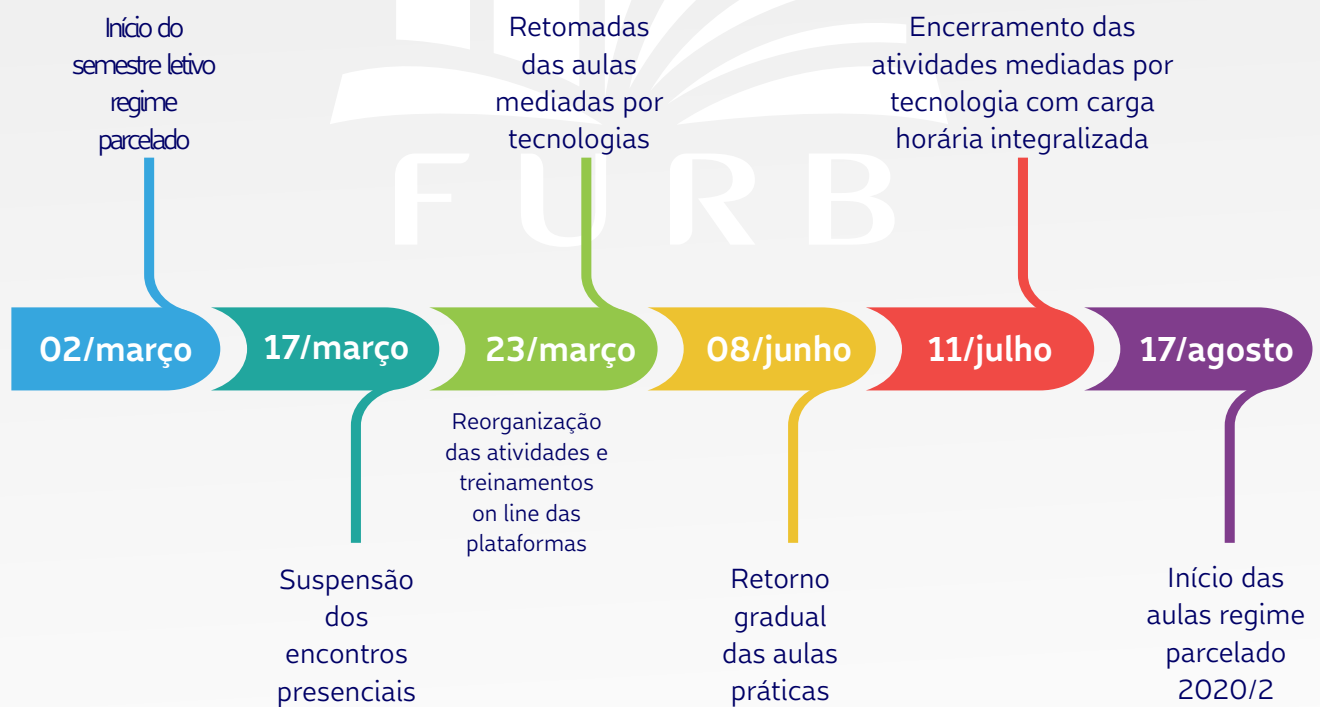 Início do
semestre letivo
regime
parcelado
Retomadas
das aulas
mediadas por
tecnologias
Encerramento das
atividades mediadas por
tecnologia com carga
horária integralizada
FURB
02/março
17/março
23/março
08/junho
11/julho
17/agosto
Reorganização
das atividades e
treinamentos
on line das
plataformas
Suspensão
dos
encontros
presenciais
Retorno
gradual
das aulas
práticas
Início das
aulas regime
parcelado
2020/2